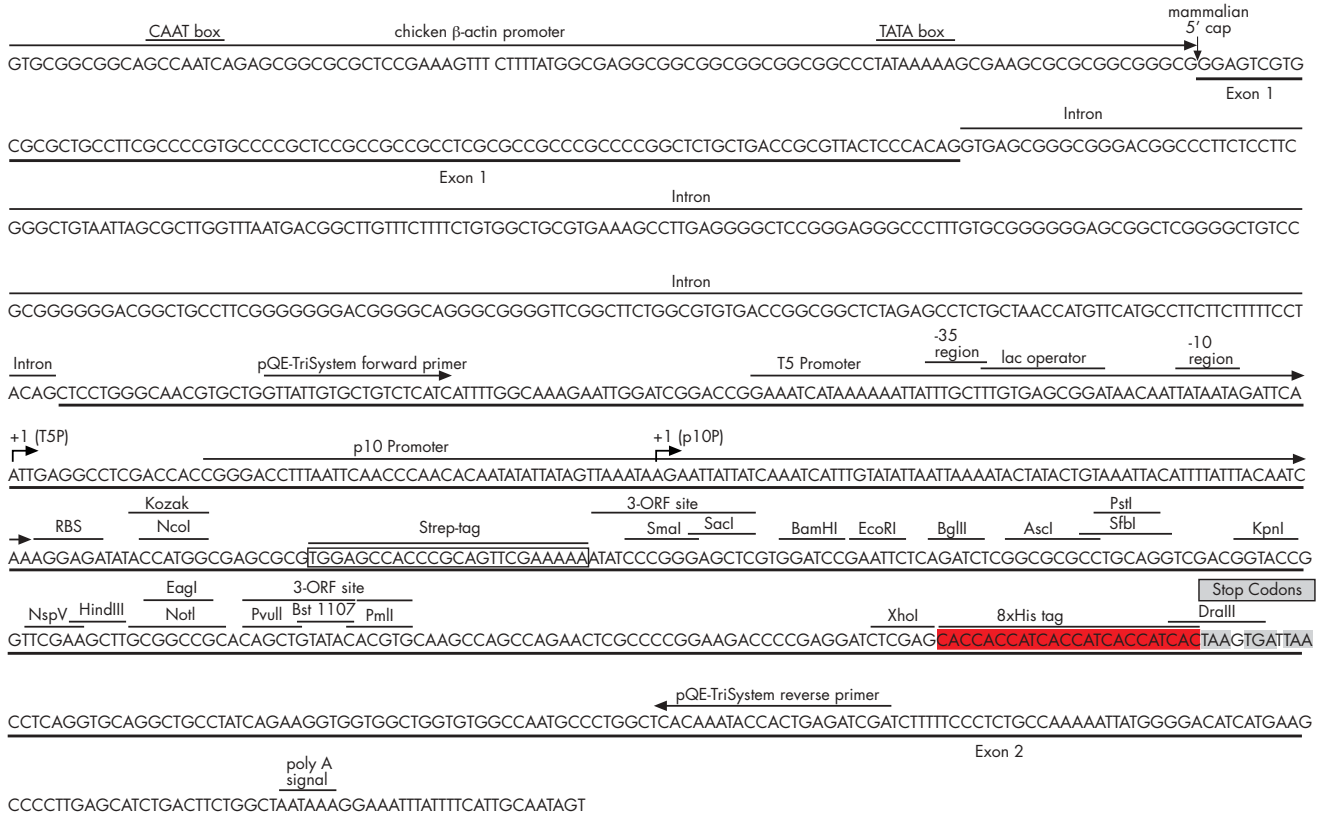 mammalian
5' cap
CAAT box chicken β-actin promoter TATA box
GTGCGGCGGCAGCCAATCAGAGCGGCGCGCTCCGAAAGTTT CTTTTATGGCGAGGCGGCGGCGGCGGCGGCCCTATAAAAAGCGAAGCGCGCGGCGGGCGGGAGTCGTG
Exon 1
Intron
CGCGCTGCCTTCGCCCCGTGCCCCGCTCCGCCGCCGCCTCGCGCCGCCCGCCCCGGCTCTGCTGACCGCGTTACTCCCACAGGTGAGCGGGCGGGACGGCCCTTCTCCTTC
Exon 1
Intron
GGGCTGTAATTAGCGCTTGGTTTAATGACGGCTTGTTTCTTTTCTGTGGCTGCGTGAAAGCCTTGAGGGGCTCCGGGAGGGCCCTTTGTGCGGGGGGGAGCGGCTCGGGGCTGTCC
Intron
GCGGGGGGACGGCTGCCTTCGGGGGGGACGGGGCAGGGCGGGGTTCGGCTTCTGGCGTGTGACCGGCGGCTCTAGAGCCTCTGCTAACCATGTTCATGCCTTCTTCTTTTTCCT
Intron pQE-TriSystem forward primer T5 Promoter -35 region lac operator -10 region
ACAGCTCCTGGGCAACGTGCTGGTTATTGTGCTGTCTCATCATTTTGGCAAAGAATTGGATCGGACCGGAAATCATAAAAAATTATTTGCTTTGTGAGCGGATAACAATTATAATAGATTCA
+1 (T5P) p10 Promoter +1 (p10P)
ATTGAGGCCTCGACCACCGGGACCTTTAATTCAACCCAACACAATATATTATAGTTAAATAAGAATTATTATCAAATCATTTGTATATTAATTAAAATACTATACTGTAAATTACATTTTATTTACAATC
Kozak 3-ORF site PstI
RBS NcoI Strep-tag SmaI SacI BamHI EcoRI BglII AscI SfbI KpnI
AAAGGAGATATACCATGGCGAGCGCGTGGAGCCACCCGCAGTTCGAAAAAATATCCCGGGAGCTCGTGGATCCGAATTCTCAGATCTCGGCGCGCCTGCAGGTCGACGGTACCG
EagI 3-ORF site Stop Codons
NspV HindIII NotI PvuII Bst 1107 PmlI XhoI 8xHis tag DraIII
GTTCGAAGCTTGCGGCCGCACAGCTGTATACACGTGCAAGCCAGCCAGAACTCGCCCCGGAAGACCCCGAGGATCTCGAGCACCACCATCACCATCACCATCACTAAGTGATTAA
pQE-TriSystem reverse primer
CCTCAGGTGCAGGCTGCCTATCAGAAGGTGGTGGCTGGTGTGGCCAATGCCCTGGCTCACAAATACCACTGAGATCGATCTTTTTCCCTCTGCCAAAAATTATGGGGACATCATGAAG
Exon 2
poly A
signal
CCCCTTGAGCATCTGACTTCTGGCTAATAAAGGAAATTTATTTTCATTGCAATAGT